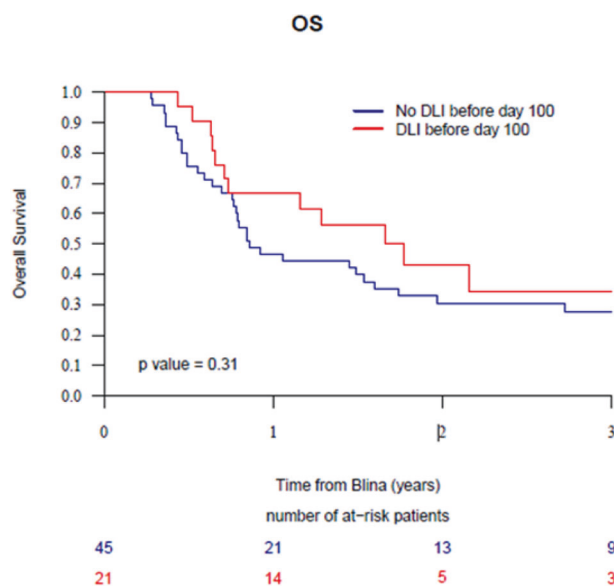 OS
No DLI before day 100
DLI before day 100
Overall Survival
1.0
0.9
0.8
0.7
0.6
0.5
0.4
0.3
0.2
0.1
0.0
p value = 0.31
0 1 2 3
Time from Blina (years)
number of at-risk patients
45 21 13 9
21 14 5 3